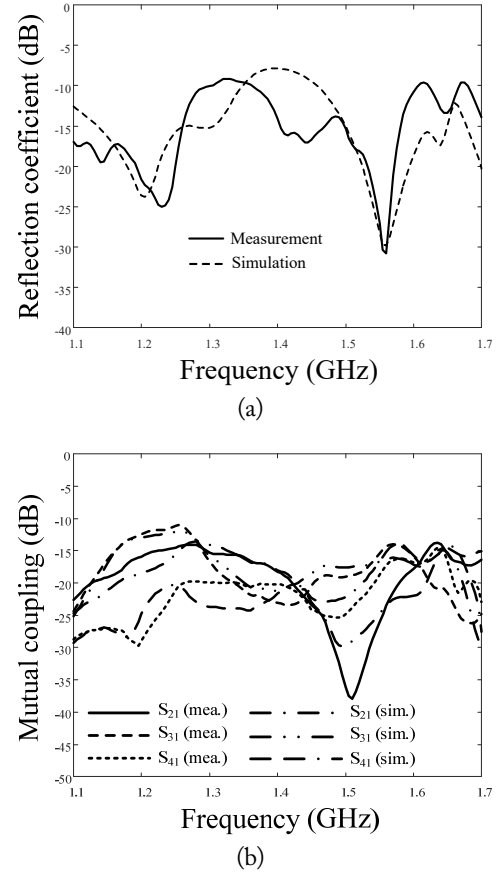 0
-5
-10
-15
-20
-25
-30
-35
-40
Reflection coefficient (dB)
Measurement
Simulation
1.1 1.2 1.3 1.4 1.5 1.6 1.7
Frequency (GHz)
(a)
0
-5
-10
-15
-20
-25
-30
-35
-40
-45
-50
Mutual coupling (dB)
S21 (mea.) S21 (sim.)
S31 (mea.) S31 (sim.)
S41 (mea.) S41 (sim.)
1.1 1.2 1.3 1.4 1.5 1.6 1.7
Frequency (GHz)
(b)